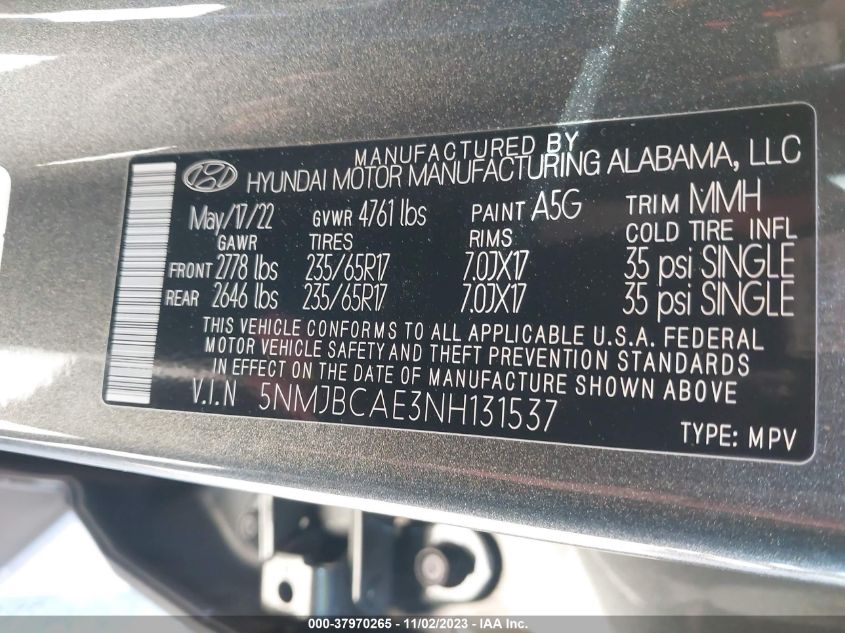 MANUFACTURED BY
HYUNDAI MOTOR MANUFACTURING ALABAMA, LLC
May/17/22 GVWR 4761 lbs PAINT A5G TRIM MMH
GAWR TIRES RIMS COLD TIRE INFL
FRONT 2778 lbs 235/65R17 7.0JX17 35 psi SINGLE
REAR 2646 lbs 235/65R17 7.0JX17 35 psi SINGLE
THIS VEHICLE CONFORMS TO ALL APPLICABLE U.S.A. FEDERAL
MOTOR VEHICLE SAFETY AND THEFT PREVENTION STANDARDS
IN EFFECT ON THE DATE OF MANUFACTURE SHOWN ABOVE
V.I.N 5NMJBCAE3NH131537
TYPE: MPV
000-37970265 - 11/02/2023 - IAA Inc.